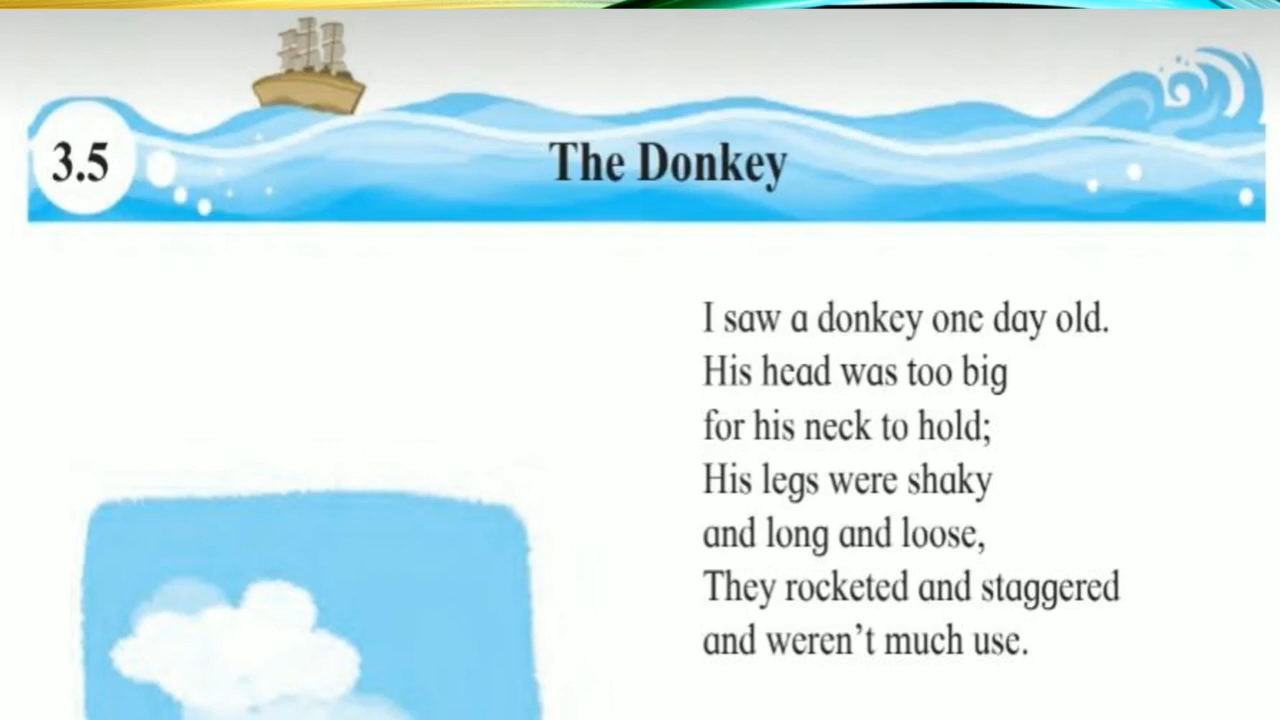 3.5
The Donkey
I saw a donkey one day old.
His head was too big
for his neck to hold;
His legs were shaky
and long and loose,
They rocketed and staggered
and weren’t much use.